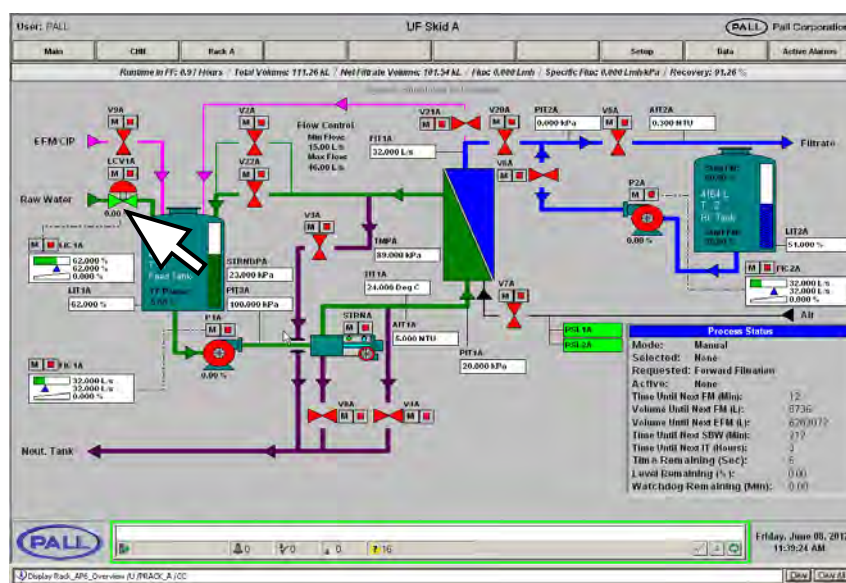 User: PALL
UF Skid A
PALL Pall Corporation
Main
CHN
Rack A
Setup
Data
Active Alarms
Runtime in FF: 0.97 Hours / Total Volume: 111.26 kL / Net Filtrate Volume: 101.54 kL / Flux: 0.000 Lmh / Specific Flux: 0.000 Lmh/kPa / Recovery: 91.26 %
V9A
M
EFM/CIP
LCV1A
M
Raw Water
0.00
V2A
M
V22A
M
Flow Control
Min Flow:
15.00 L/s
Max Flow:
46.00 L/s
FIT1A
32.000 L/s
V21A
M
V20A
M
PIT2A
0.000 kPa
V6A
M
AIT2A
0.300 NTU
Filtrate
V8A
M
P2A
M
0.00 %
4164 L
RF Tank
LIT2A
51.000 %
M
FIC2A
32.000 L/s
32.000 L/s
0.000 %
M
62.000 %
62.000 %
0.000 %
LIT1A
62.000 %
Feed Tank
V3A
M
TMPA
89.000 kPa
TIT1A
24.000 Deg C
23.000 kPa
PIT3A
100.000 kPa
P1A
M
0.00 %
STRNA
M
AIT1A
5.000 NTU
PIT1A
20.000 kPa
V7A
M
Air
PSL1A
PSL2A
M
FIC1A
32.000 L/s
32.000 L/s
0.000 %
M
V4A
M
Neut. Tank
Process Status
Mode: Manual
Selected: None
Requested: Forward Filtration
Active: None
Time Until Next FM (Min): 12
Volume Until Next FM (L): 8736
Volume Until Next EFM (L):
Time Until Next SBW (Min):
Time Until Next IT (Hours):
Time Remaining (Sec):
Level Remaining (%): 0.00
Watchdog Remaining (Min): 0.00
PALL
0
0
0
? 16
Friday, June 08, 2012
11:39:24 AM